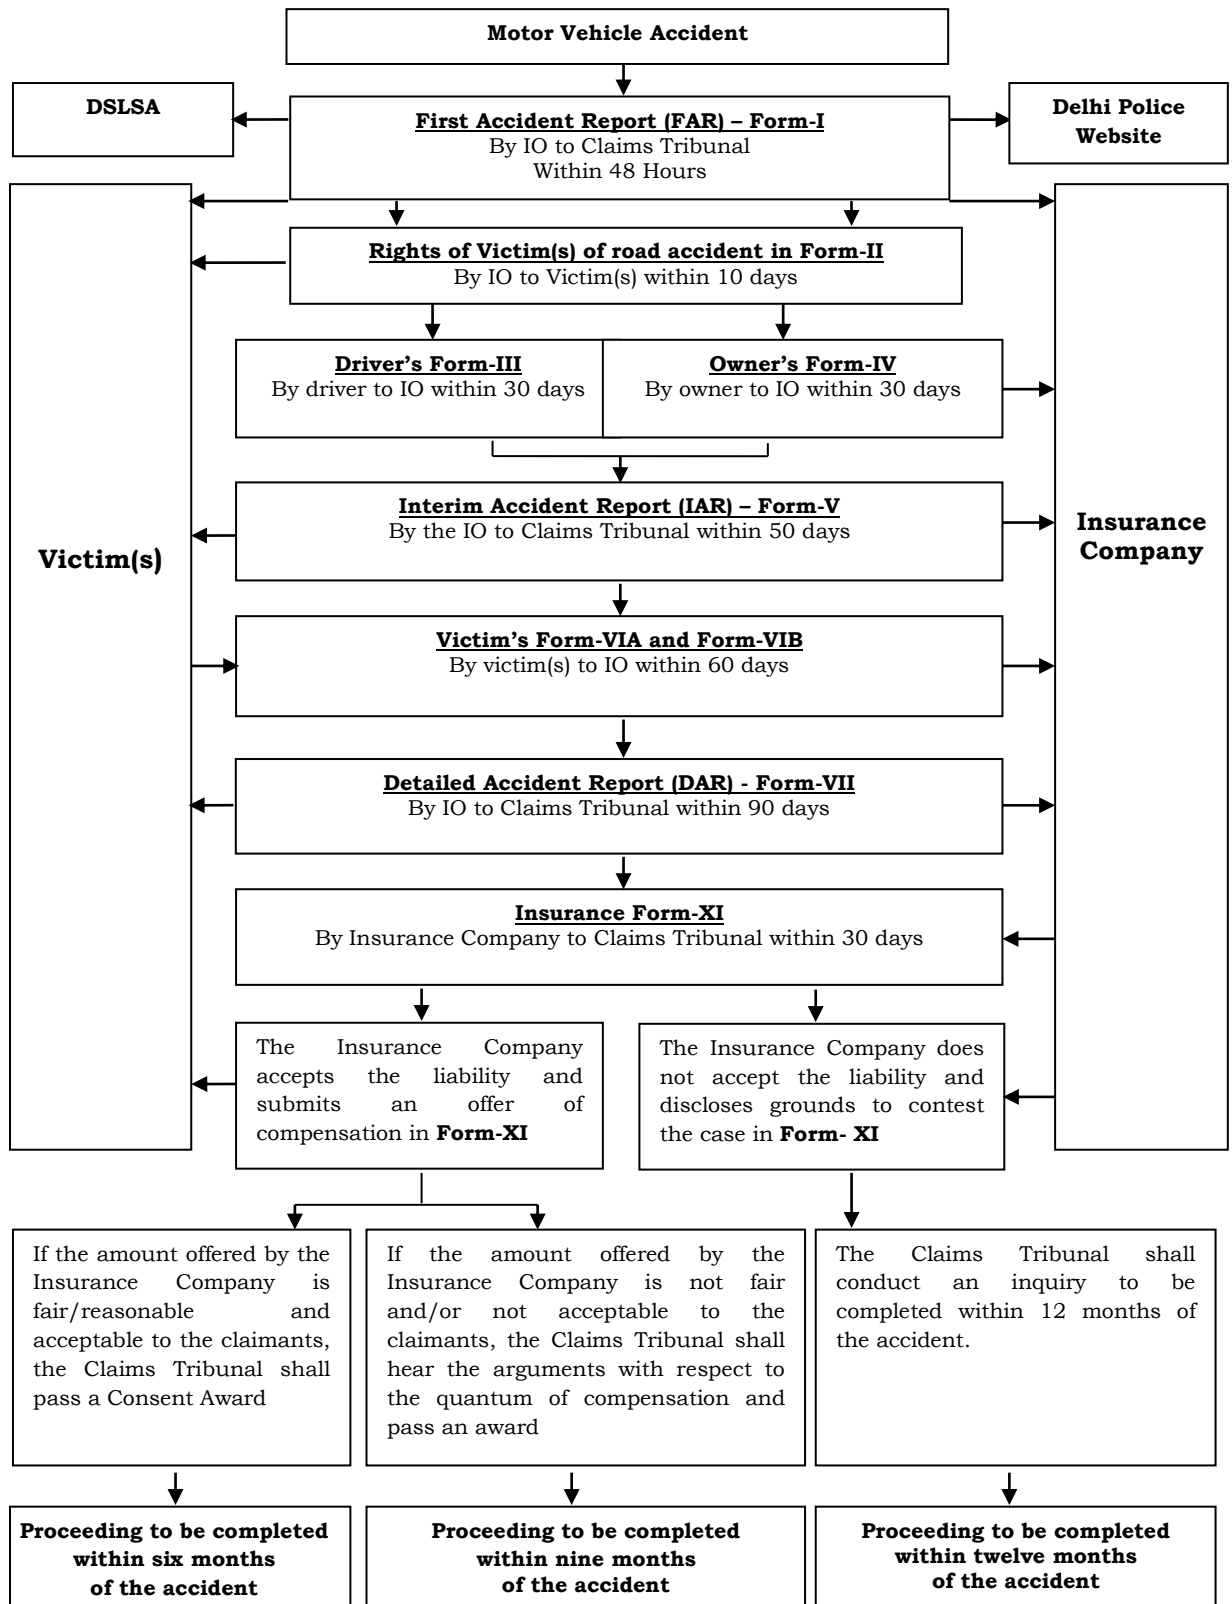 Motor Vehicle Accident
DSLSA
First Accident Report (FAR) – Form-I
By IO to Claims Tribunal
Within 48 Hours
Delhi Police
Website
Rights of Victim(s) of road accident in Form-II
By IO to Victim(s) within 10 days
Driver’s Form-III
By driver to IO within 30 days
Owner’s Form-IV
By owner to IO within 30 days
Interim Accident Report (IAR) – Form-V
By the IO to Claims Tribunal within 50 days
Victim(s)
Insurance
Company
Victim’s Form-VIA and Form-VIB
By victim(s) to IO within 60 days
Detailed Accident Report (DAR) - Form-VII
By IO to Claims Tribunal within 90 days
Insurance Form-XI
By Insurance Company to Claims Tribunal within 30 days
The Insurance Company
accepts the liability and
submits an offer of
compensation in Form-XI
The Insurance Company does
not accept the liability and
discloses grounds to contest
the case in Form- XI
If the amount offered by the
Insurance Company is
fair/reasonable and
acceptable to the claimants,
the Claims Tribunal shall
pass a Consent Award
If the amount offered by the
Insurance Company is not fair
and/or not acceptable to the
claimants, the Claims Tribunal shall
hear the arguments with respect to
the quantum of compensation and
pass an award
The Claims Tribunal shall
conduct an inquiry to be
completed within 12 months of
the accident.
Proceeding to be completed
within six months
of the accident
Proceeding to be completed
within nine months
of the accident
Proceeding to be completed
within twelve months
of the accident